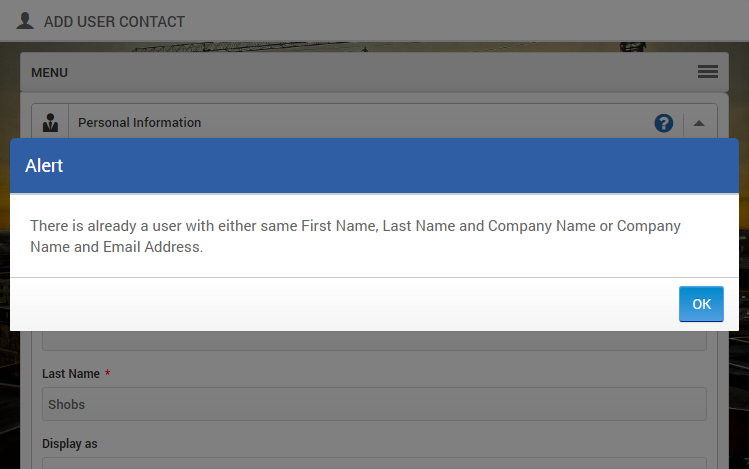 ADD USER CONTACT
MENU
Personal Information
?
Alert
There is already a user with either same First Name, Last Name and Company Name or Company
Name and Email Address.
OK
Last Name *
Shobs
Display as